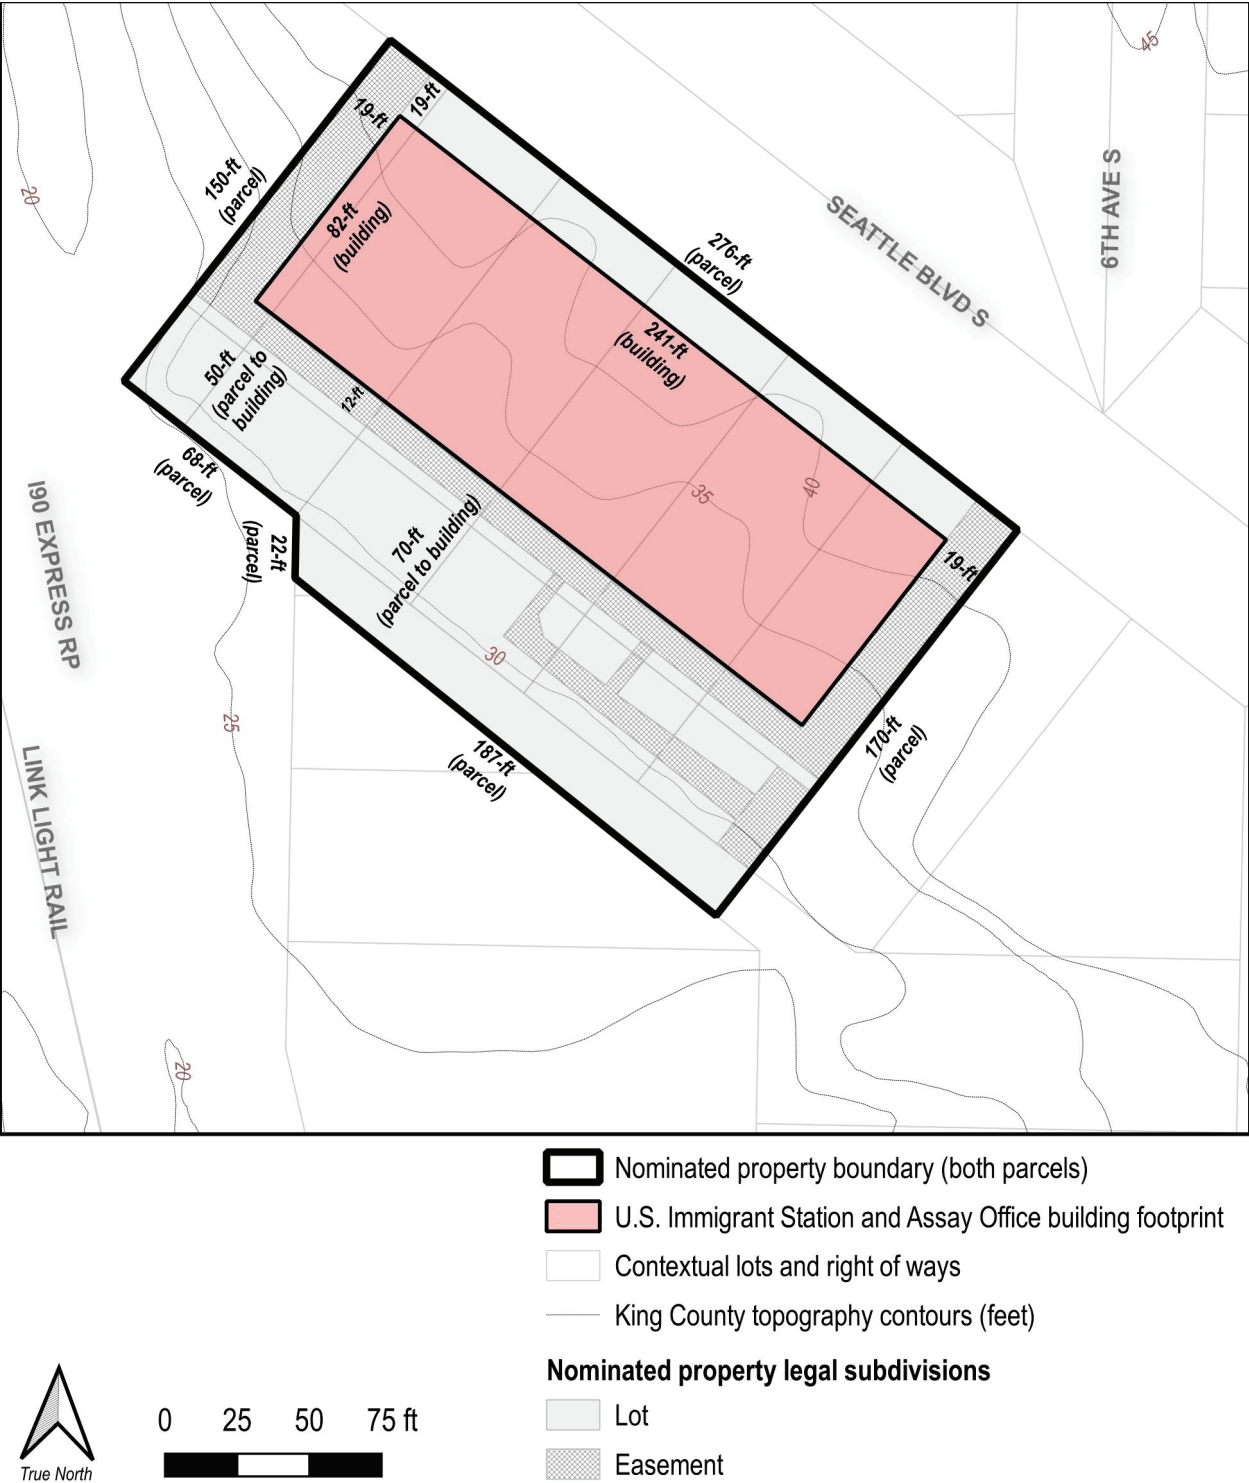 45
19-ft
19-ft
150-ft
(parcel)
20
6TH AVE S
82-ft
(building)
276-ft
(parcel)
SEATTLE BLVD S
241-ft
(building)
50-ft
(parcel to
building)
12-ft
68-ft
(parcel)
35
40
I90 EXPRESS RP
22-ft
(parcel)
70-ft
(parcel to building)
19-ft
30
25
187-ft
(parcel)
170-ft
(parcel)
LINK LIGHT RAIL
20
Nominated property boundary (both parcels)
U.S. Immigrant Station and Assay Office building footprint
Contextual lots and right of ways
King County topography contours (feet)
Nominated property legal subdivisions
Lot
Easement
True North
0 25 50 75 ft